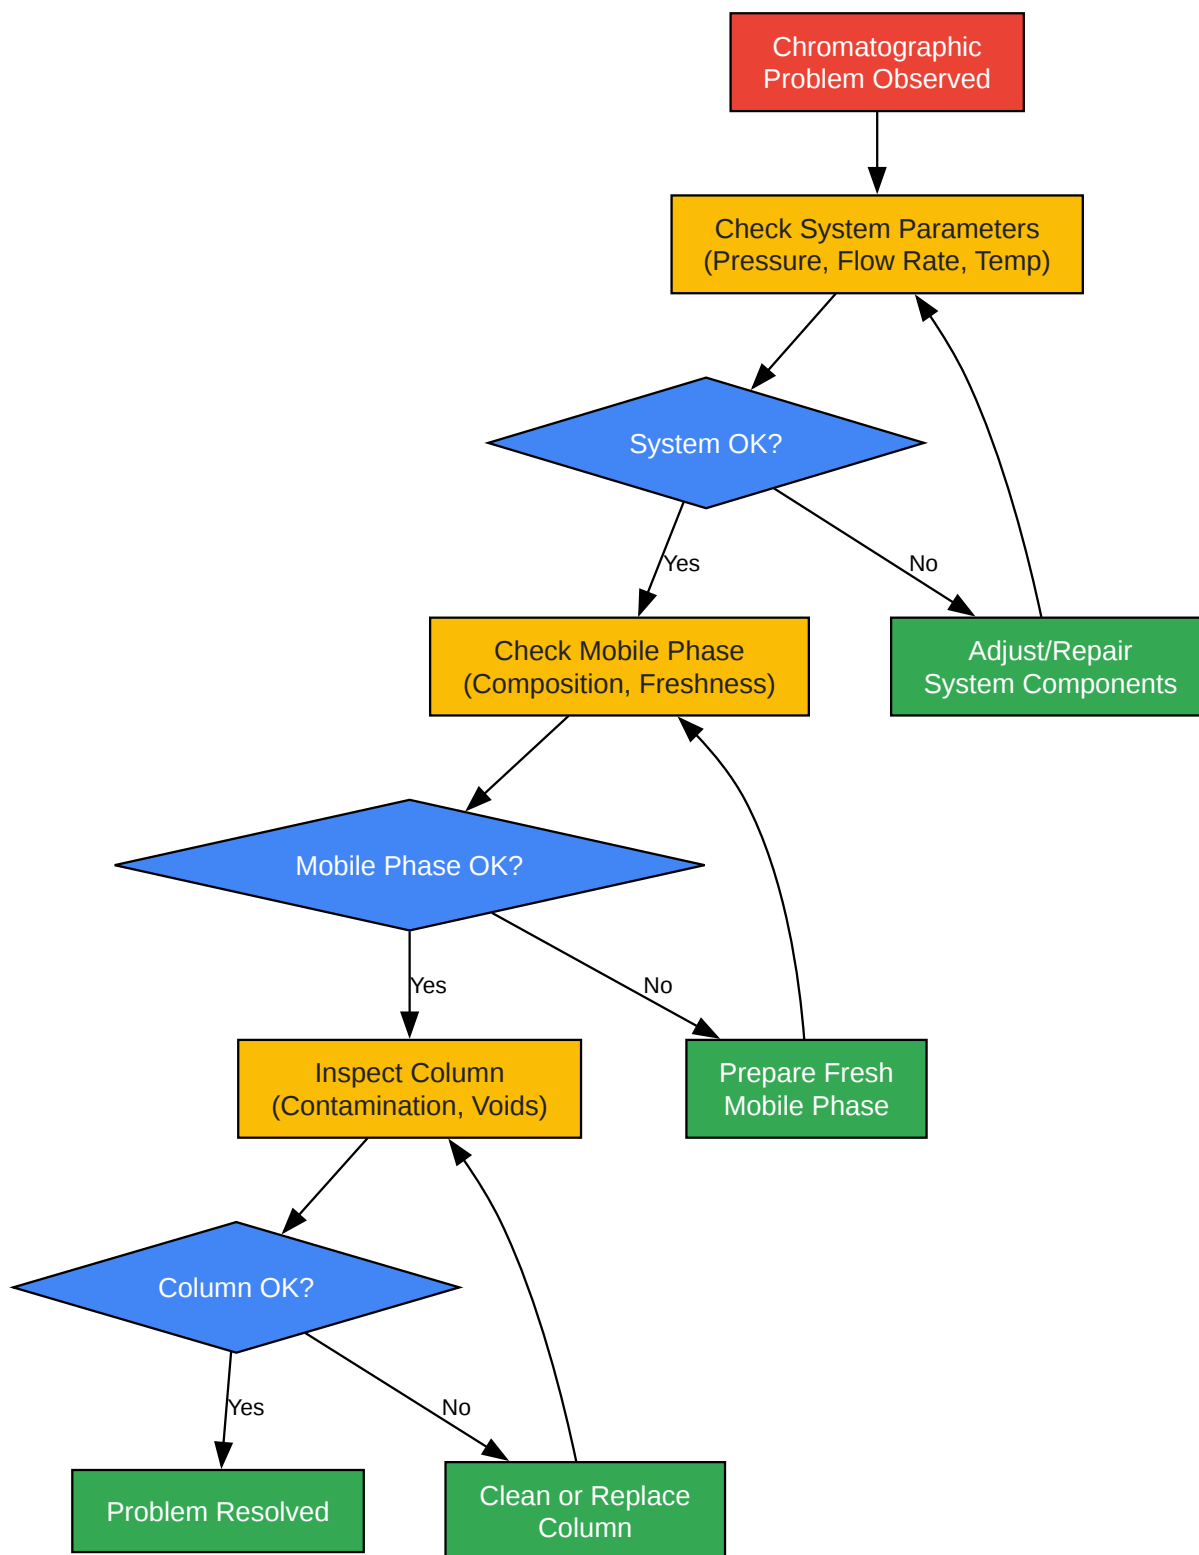 Chromatographic
Problem Observed
Check System Parameters
(Pressure, Flow Rate, Temp)
System OK?
Yes
No
Check Mobile Phase
(Composition, Freshness)
Adjust/Repair
System Components
Mobile Phase OK?
Yes
No
Inspect Column
(Contamination, Voids)
Prepare Fresh
Mobile Phase
Column OK?
Yes
No
Problem Resolved
Clean or Replace
Column